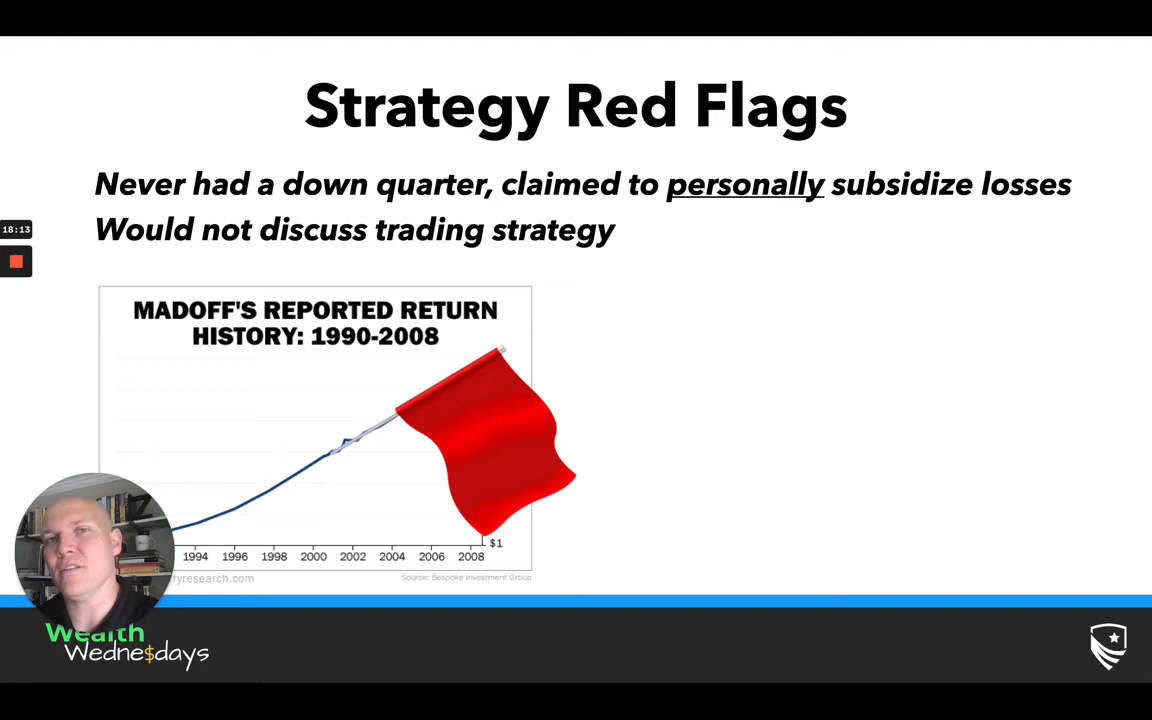 Strategy Red Flags
Never had a down quarter, claimed to personally subsidize losses
Would not discuss trading strategy
18:13
MADOFF'S REPORTED RETURN
HISTORY: 1990-2008
$1
1994 1996 1998 2000 2002 2004 2006 2008
ryresearch.com
Source: Bespoke Investment Group
Wealth
Wedne$days